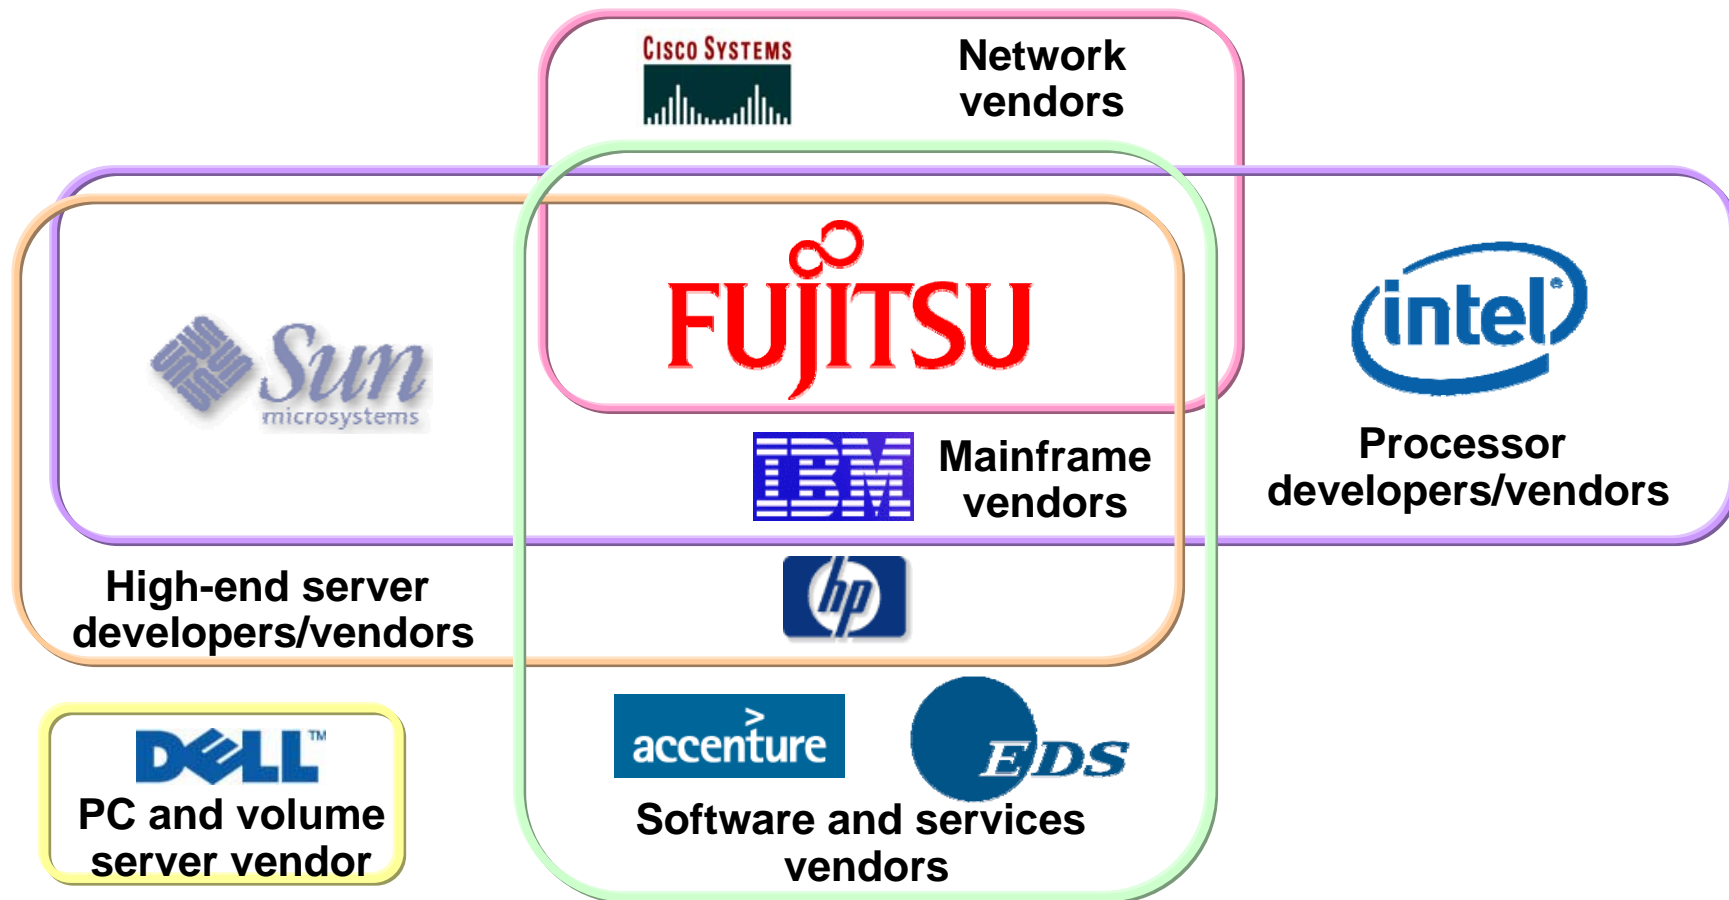 CISCO SYSTEMS
Network
vendors
FUJITSU
Sun
microsystems
intel®
IBM
Mainframe
vendors
Processor
developers/vendors
hp
High-end server
developers/vendors
DELL™
PC and volume
server vendor
>
accenture
EDS
Software and services
vendors